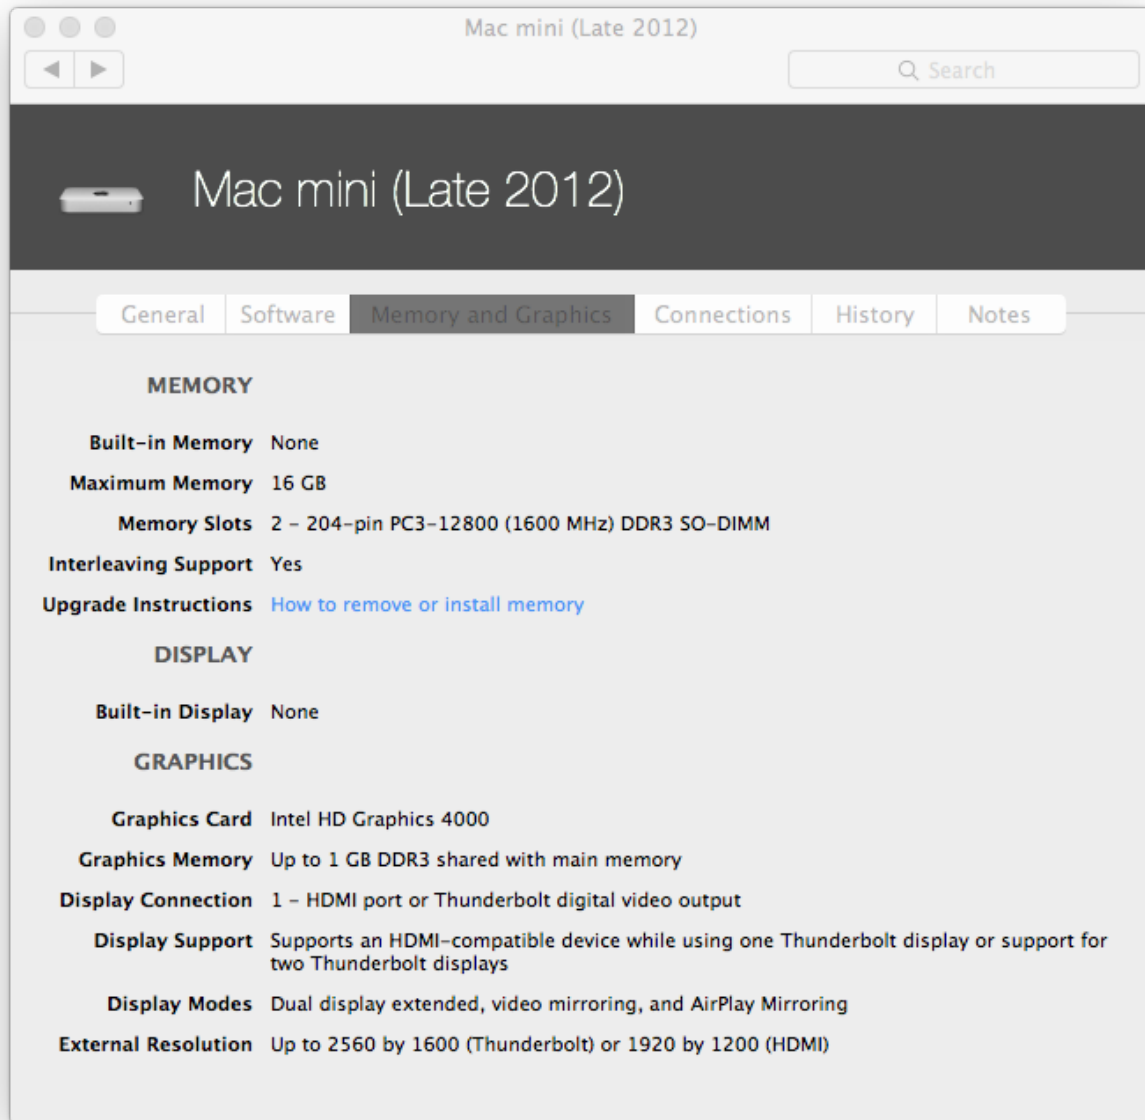 Mac mini (Late 2012)
Search
Mac mini (Late 2012)
General Software Memory and Graphics Connections History Notes
MEMORY
Built-in Memory None
Maximum Memory 16 GB
Memory Slots 2 - 204-pin PC3-12800 (1600 MHz) DDR3 SO-DIMM
Interleaving Support Yes
Upgrade Instructions How to remove or install memory
DISPLAY
Built-in Display None
GRAPHICS
Graphics Card Intel HD Graphics 4000
Graphics Memory Up to 1 GB DDR3 shared with main memory
Display Connection 1 - HDMI port or Thunderbolt digital video output
Display Support Supports an HDMI-compatible device while using one Thunderbolt display or support for
two Thunderbolt displays
Display Modes Dual display extended, video mirroring, and AirPlay Mirroring
External Resolution Up to 2560 by 1600 (Thunderbolt) or 1920 by 1200 (HDMI)